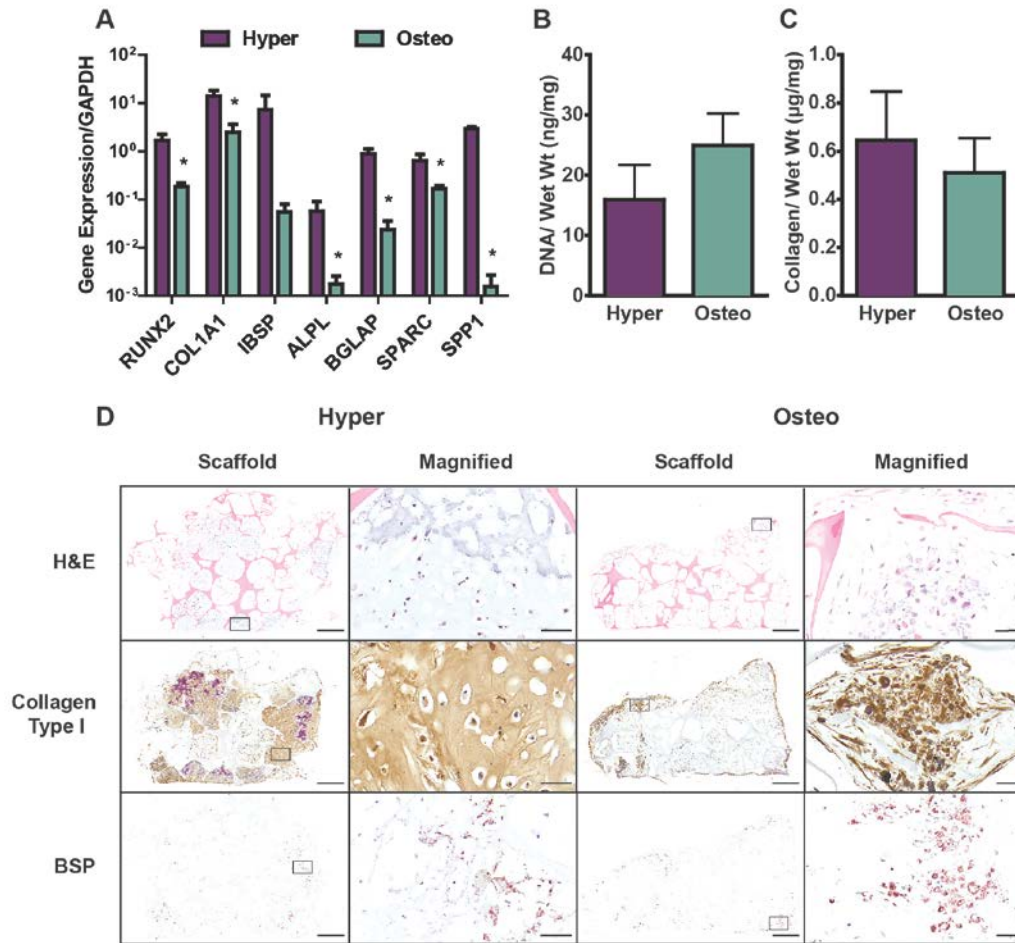 A
Hyper
Osteo
Gene Expression/GAPDH
10²
10¹
10⁰
10⁻¹
10⁻²
10⁻³
*
*
*
*
*
*
RUNX2
COL1A1
IBSP
ALPL
BGLAP
SPARC
SPP1
B
DNA/ Wet Wt (ng/mg)
40
30
20
10
0
Hyper
Osteo
C
Collagen/ Wet Wt (µg/mg)
1.0
0.8
0.6
0.4
0.2
0.0
Hyper
Osteo
D
Hyper
Osteo
Scaffold
Magnified
Scaffold
Magnified
H&E
Collagen
Type I
BSP